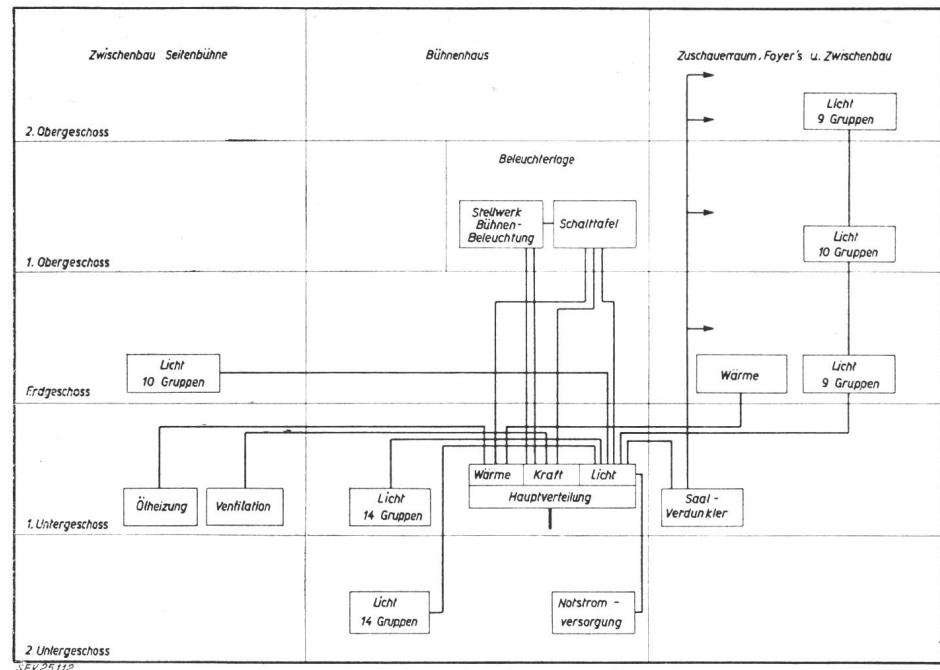 Zwischenbau Seitenbühne
Bühnenhaus
Zuschauerraum, Foyer's u. Zwischenbau
Licht
9 Gruppen
2. Obergeschoss
Beleuchterloge
Stellwerk
Bühnen-
Beleuchtung
Schalttafel
Licht
10 Gruppen
1. Obergeschoss
Licht
10 Gruppen
Wärme
Licht
9 Gruppen
Erdgeschoss
Wärme
Kraft
Licht
Hauptverteilung
Ölheizung
Ventilation
Licht
14 Gruppen
Saal-
Verdunkler
1. Untergeschoss
Licht
14 Gruppen
Notstrom -
versorgung
2. Untergeschoss
SEV25112